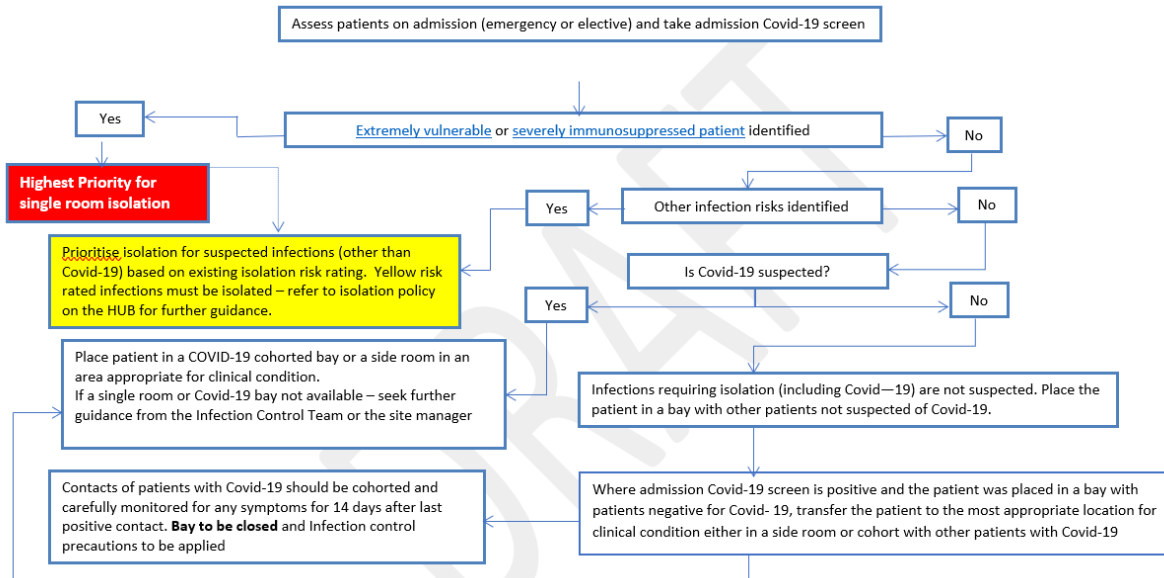 Assess patients on admission (emergency or elective) and take admission Covid-19 screen
Yes
Extremely vulnerable or severely immunosuppressed patient identified
No
Highest Priority for
single room isolation
Yes
Other infection risks identified
No
Prioritise isolation for suspected infections (other than
Covid-19) based on existing isolation risk rating.  Yellow risk
rated infections must be isolated – refer to isolation policy
on the HUB for further guidance.
Is Covid-19 suspected?
Yes
No
Place patient in a COVID-19 cohorted bay or a side room in an
area appropriate for clinical condition.
If a single room or Covid-19 bay not available – seek further
guidance from the Infection Control Team or the site manager
Infections requiring isolation (including Covid—19) are not suspected. Place the
patient in a bay with other patients not suspected of Covid-19.
Contacts of patients with Covid-19 should be cohorted and
carefully monitored for any symptoms for 14 days after last
positive contact. Bay to be closed and Infection control
precautions to be applied
Where admission Covid-19 screen is positive and the patient was placed in a bay with
patients negative for Covid- 19, transfer the patient to the most appropriate location for
clinical condition either in a side room or cohort with other patients with Covid-19
DRAFT